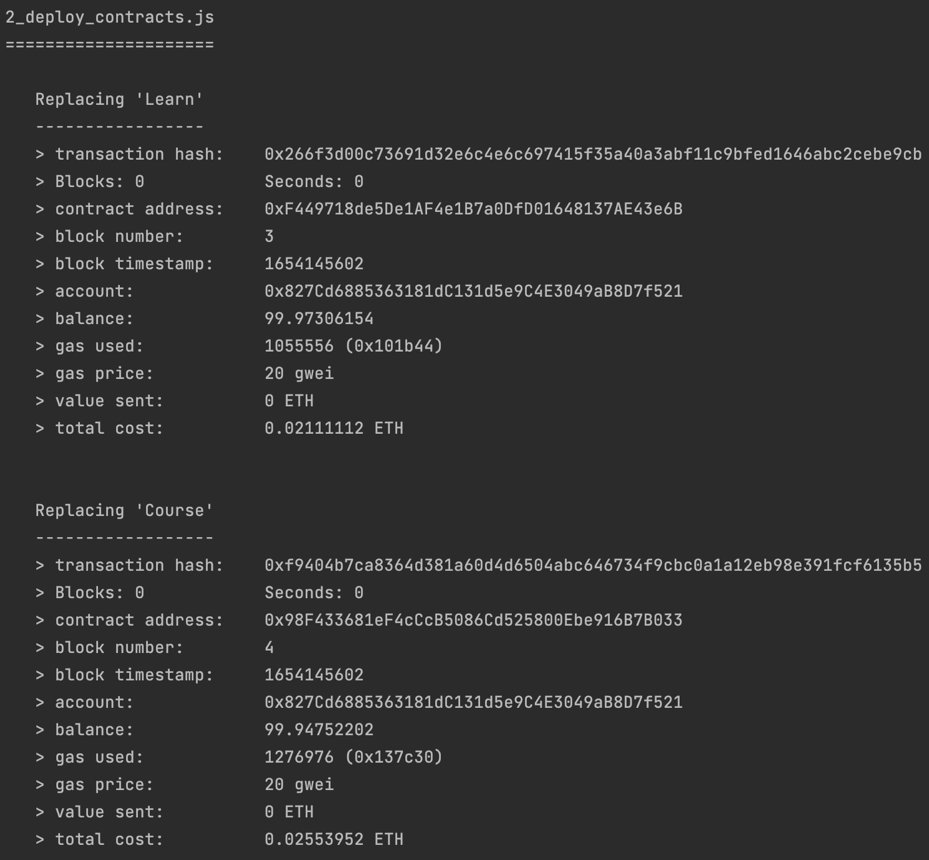 2_deploy_contracts.js
=====================
Replacing 'Learn'
-----------------
> transaction hash:    0x266f3d00c73691d32e6c4e6c697415f35a40a3abf11c9bfed1646abc2cebe9cb
> Blocks: 0            Seconds: 0
> contract address:    0xF449718de5De1AF4e1B7a0DfD01648137AE43e6B
> block number:        3
> block timestamp:     1654145602
> account:             0x827Cd6885363181dC131d5e9C4E3049aB8D7f521
> balance:             99.97306154
> gas used:            1055556 (0x101b44)
> gas price:           20 gwei
> value sent:          0 ETH
> total cost:          0.02111112 ETH
Replacing 'Course'
------------------
> transaction hash:    0xf9404b7ca8364d381a60d4d6504abc646734f9cbc0a1a12eb98e391fcf6135b5
> Blocks: 0            Seconds: 0
> contract address:    0x98F433681eF4cCcB5086Cd525800Ebe916B7B033
> block number:        4
> block timestamp:     1654145602
> account:             0x827Cd6885363181dC131d5e9C4E3049aB8D7f521
> balance:             99.94752202
> gas used:            1276976 (0x137c30)
> gas price:           20 gwei
> value sent:          0 ETH
> total cost:          0.02553952 ETH